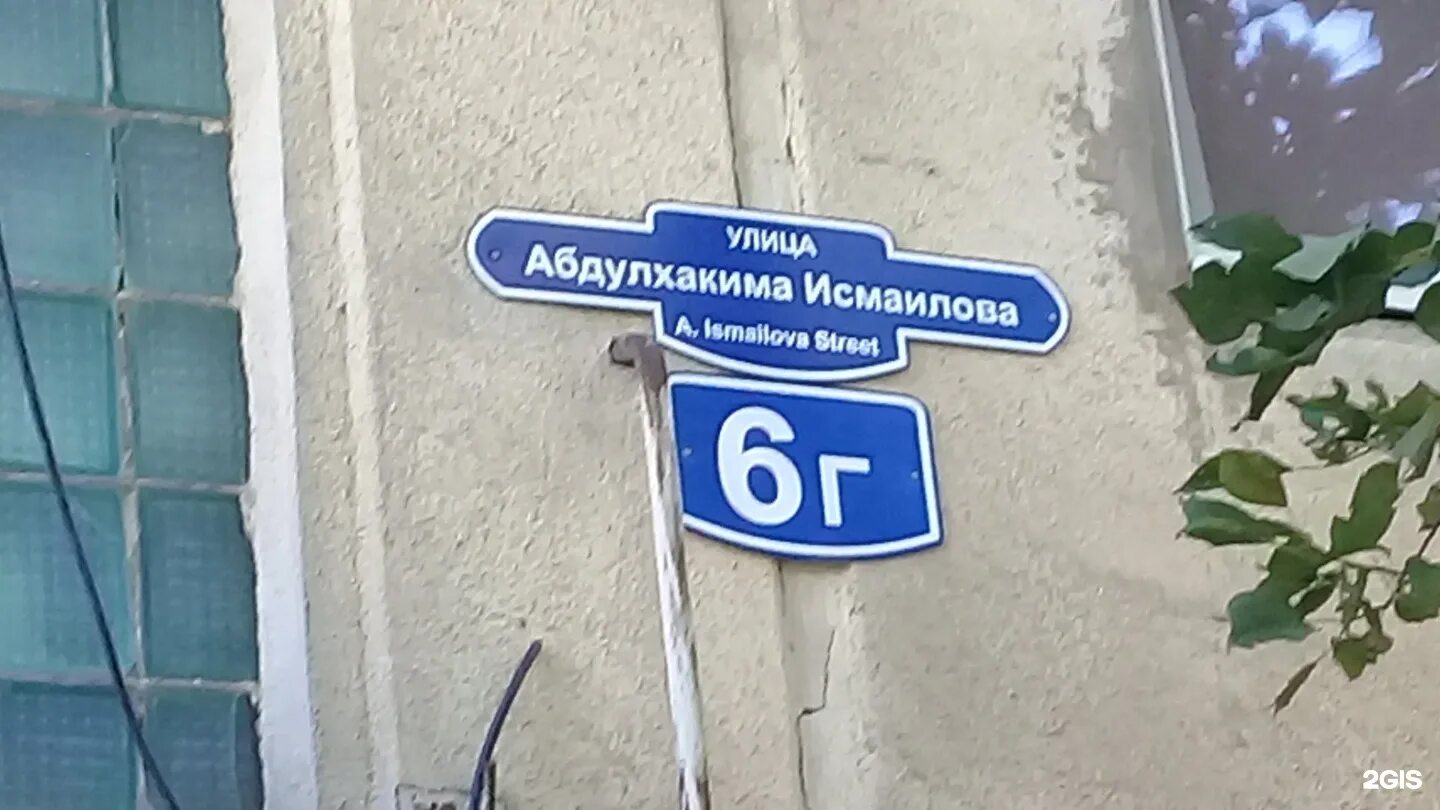 УЛИЦА
Абдулхакима Исмаилова
A. Ismailova Street
6г
2GIS